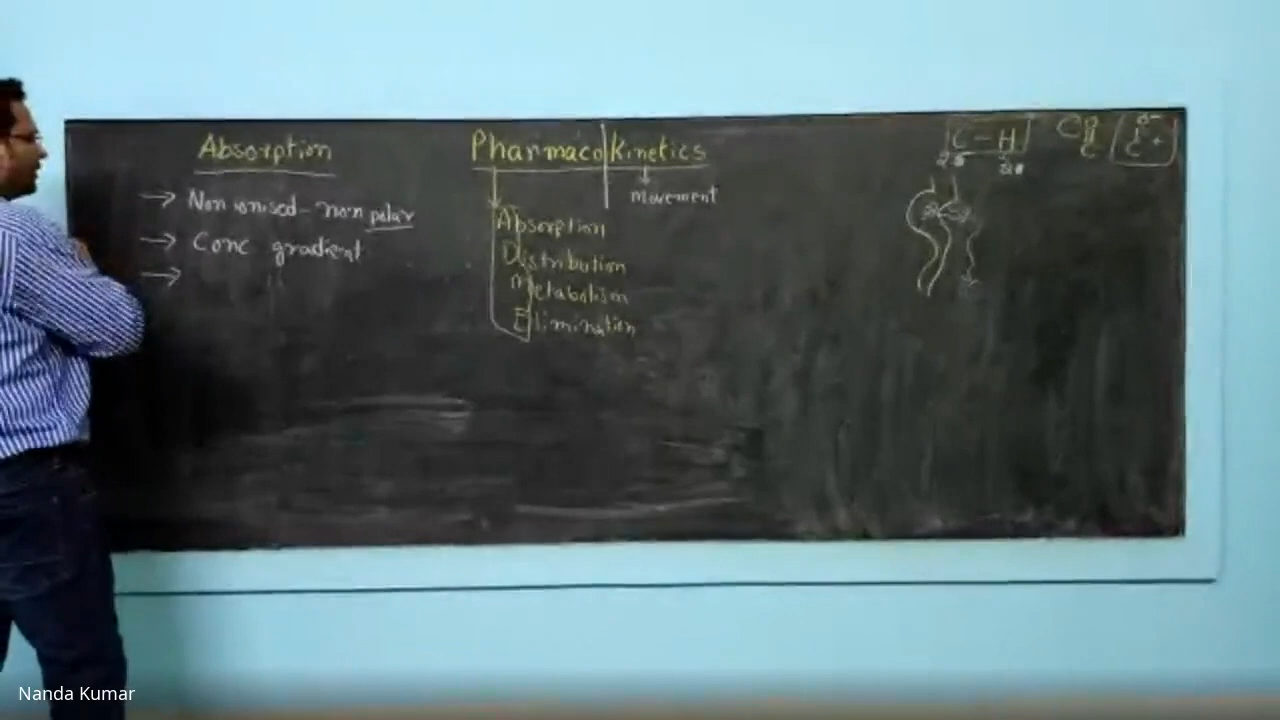 Absorption
→ Non ionised - non polar
→ Conc gradient
→
Pharmaco Kinetics
movement
Absorption
Distribution
Metabolism
Elimination
C - H
Nanda Kumar